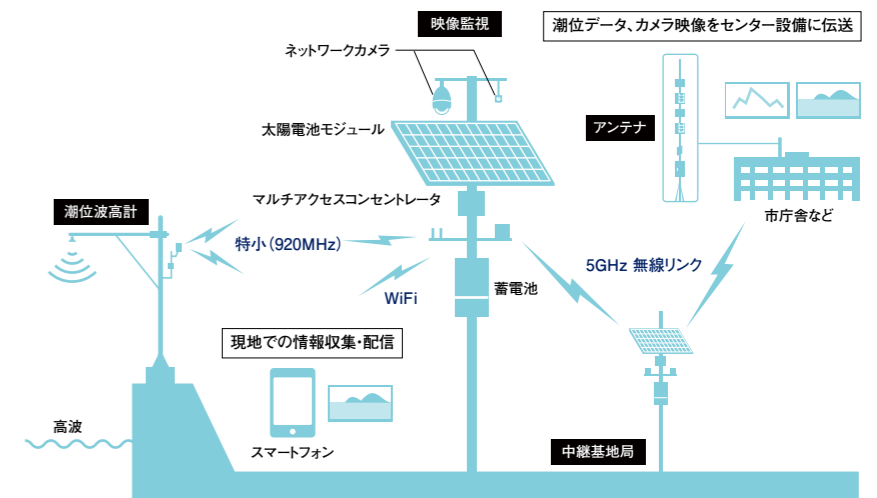 映像監視
潮位データ、カメラ映像をセンター設備に伝送
ネットワークカメラ
太陽電池モジュール
アンテナ
マルチアクセスコンセントレータ
潮位波高計
市庁舎など
特小（920MHz）
5GHz 無線リンク
WiFi
蓄電池
現地での情報収集・配信
高波
スマートフォン
中継基地局